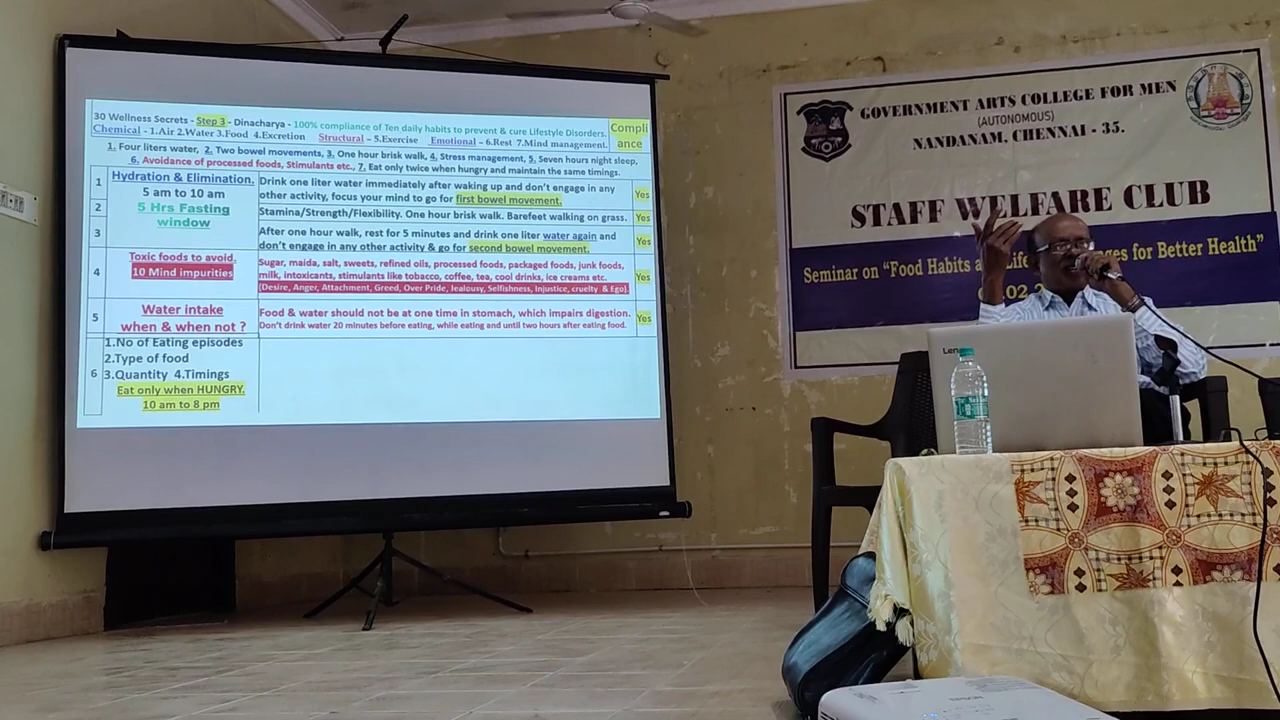 30 Wellness Secrets - Step 3 - Dinacharya - 100% compliance of Ten daily habits to prevent & cure Lifestyle Disorders.
Chemical - 1.Air 2.Water 3.Food 4.Excretion Structural – 5.Exercise Emotional – 6.Rest 7.Mind management.
Compli
ance
1. Four liters water, 2. Two bowel movements, 3. One hour brisk walk, 4. Stress management, 5. Seven hours night sleep,
6. Avoidance of processed foods, Stimulants etc., 7. Eat only twice when hungry and maintain the same timings.
1
Hydration & Elimination.
5 am to 10 am
5 Hrs Fasting
window
Drink one liter water immediately after waking up and don't engage in any
other activity, focus your mind to go for first bowel movement.
Yes
2
Stamina/Strength/Flexibility. One hour brisk walk. Barefeet walking on grass.
Yes
3
After one hour walk, rest for 5 minutes and drink one liter water again and
don't engage in any other activity & go for second bowel movement.
Yes
4
Toxic foods to avoid.
10 Mind impurities
Sugar, maida, salt, sweets, refined oils, processed foods, packaged foods, junk foods,
milk, intoxicants, stimulants like tobacco, coffee, tea, cool drinks, ice creams etc.
(Desire, Anger, Attachment, Greed, Over Pride, Jealousy, Selfishness, Injustice, cruelty & Ego).
Yes
5
Water intake
when & when not ?
Food & water should not be at one time in stomach, which impairs digestion.
Don't drink water 20 minutes before eating, while eating and until two hours after eating food.
Yes
6
1.No of Eating episodes
2.Type of food
3.Quantity 4.Timings
Eat only when HUNGRY.
10 am to 8 pm
GOVERNMENT ARTS COLLEGE FOR MEN
(AUTONOMOUS)
NANDANAM, CHENNAI - 35.
STAFF WELFARE CLUB
Seminar on "Food Habits for Better Health"
Len
EPSON